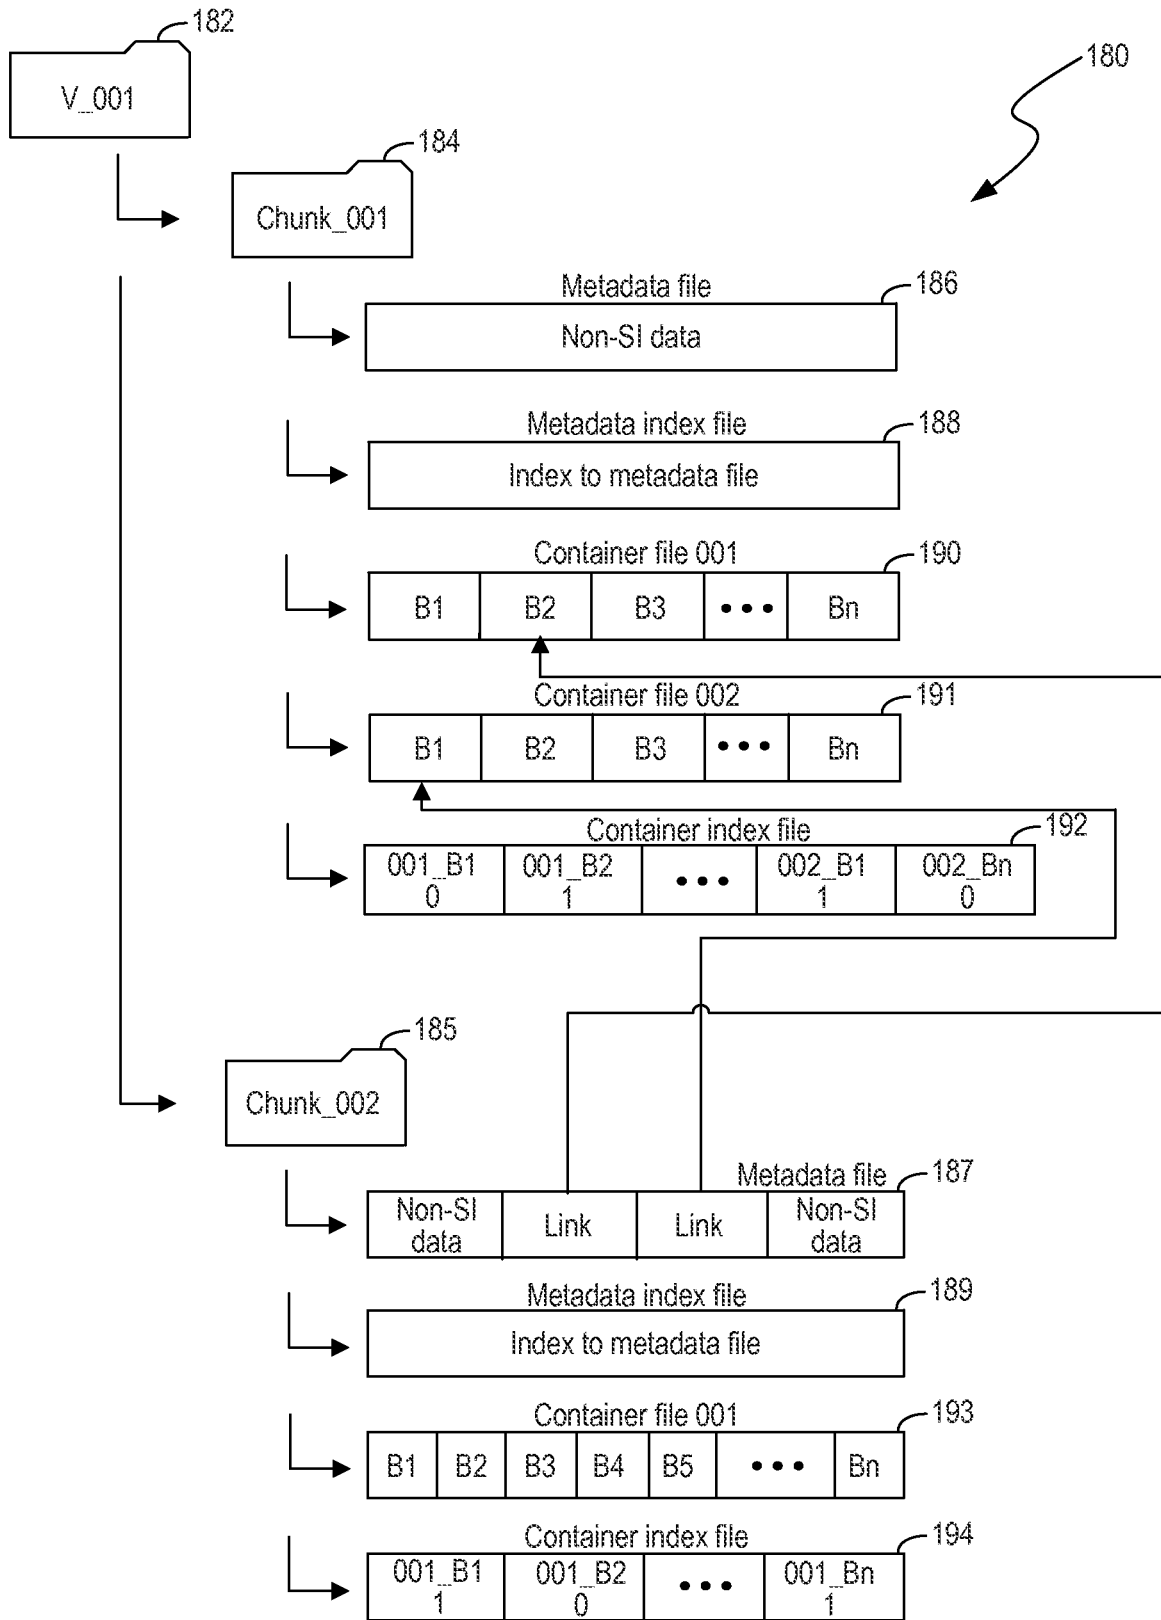 182
V_001
180
184
Chunk_001
Metadata file
186
Non-SI data
Metadata index file
188
Index to metadata file
Container file 001
190
B1 B2 B3 ••• Bn
Container file 002
191
B1 B2 B3 ••• Bn
Container index file
192
001_B1 001_B2 ••• 002_B1 002_Bn
0 1 1 0
185
Chunk_002
Metadata file
187
Non-SI data Link Link Non-SI data
Metadata index file
189
Index to metadata file
Container file 001
193
B1 B2 B3 B4 B5 ••• Bn
Container index file
194
001_B1 001_B2 ••• 001_Bn
1 0 1